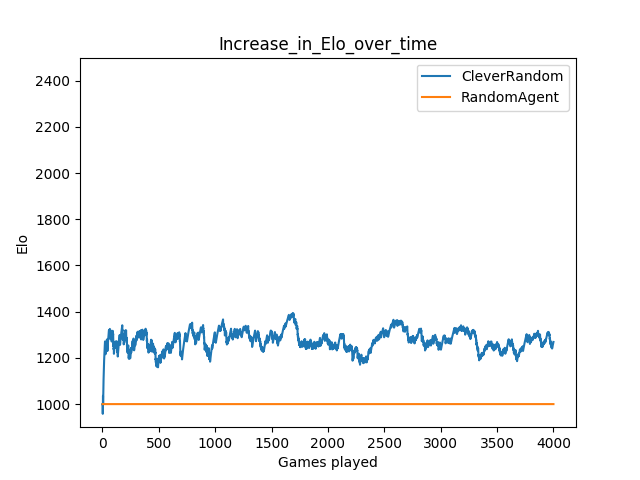 Increase_in_Elo_over_time
CleverRandom
RandomAgent
2400
2200
2000
1800
1600
1400
1200
1000
Elo
0 500 1000 1500 2000 2500 3000 3500 4000
Games played